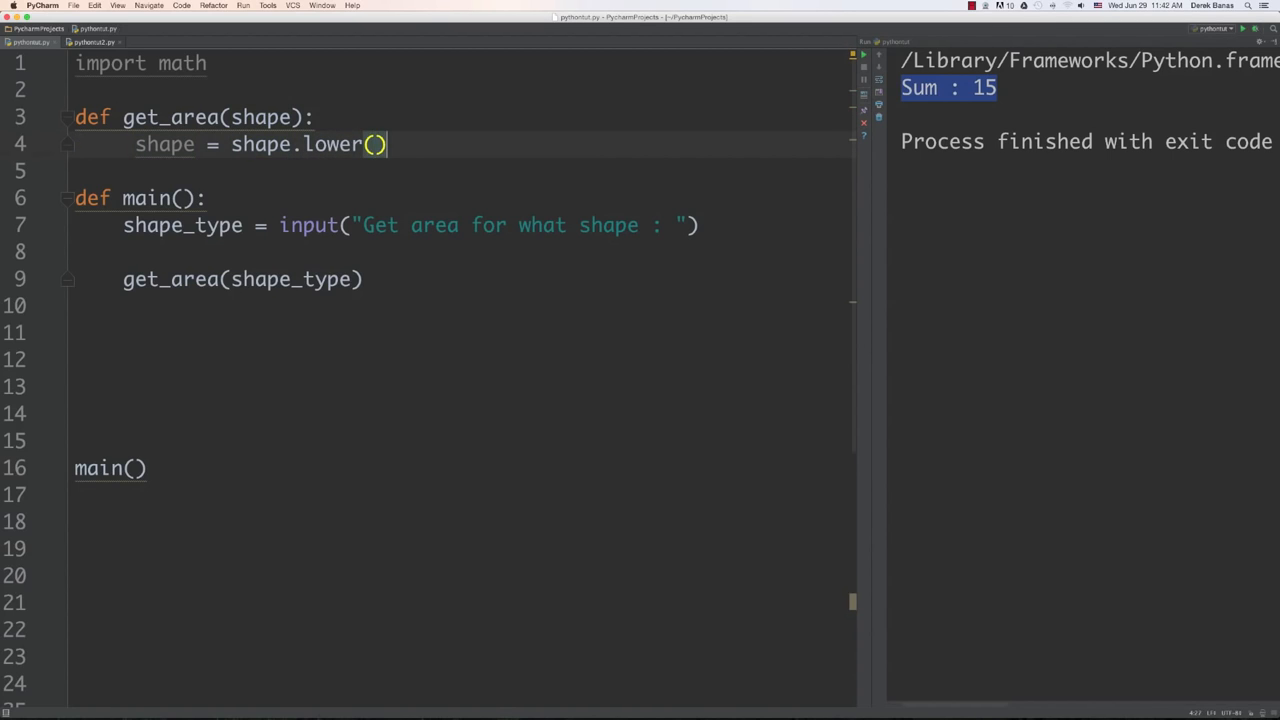 PyCharm File Edit View Navigate Code Refactor Run Tools VCS Window Help
10 Wed Jun 29 11:42 AM Derek Banas
pythontut.py - PycharmProjects - [~/PycharmProjects]
PycharmProjects pythontut.py pythontut
pythontut.py pythontut2.py Run: pythontut
1 import math
2
3 def get_area(shape):
4 shape = shape.lower()
5
6 def main():
7 shape_type = input("Get area for what shape : ")
8
9 get_area(shape_type)
10
11
12
13
14
15
16 main()
17
18
19
20
21
22
23
24
/Library/Frameworks/Python.frame
Sum : 15
Process finished with exit code
4:27 LF≑ UTF-8≑